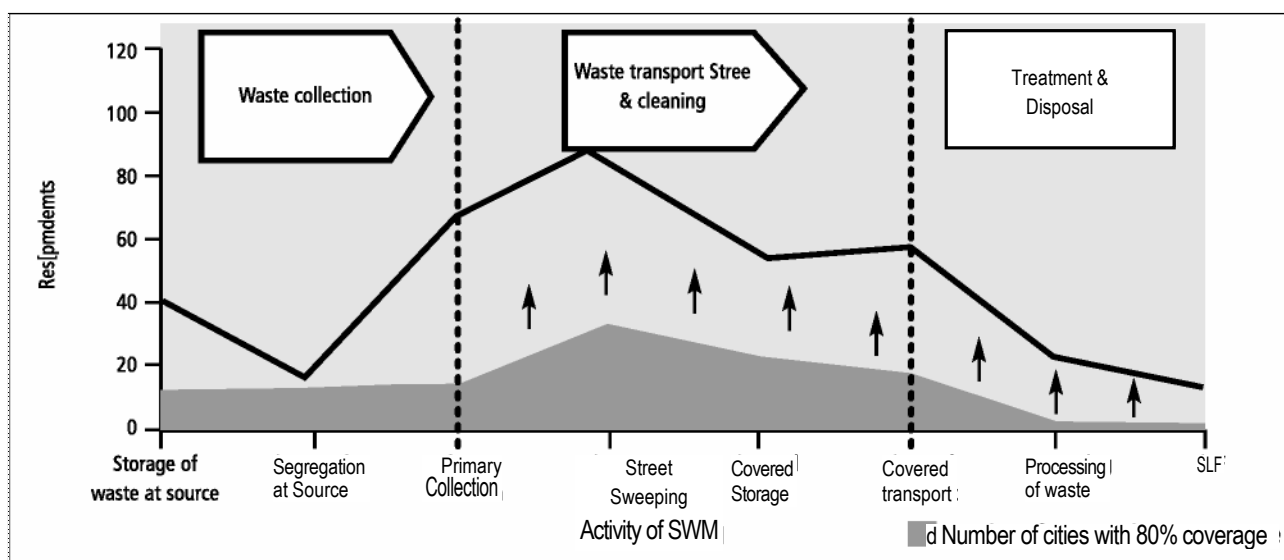 120
100
80
60
40
20
0
Res[pmdemts
Waste collection
Waste transport Stree
& cleaning
Treatment &
Disposal
Storage of
waste at source
Segregation
at Source
Primary
Collection
Street
Sweeping
Covered
Storage
Covered
transport
Processing
of waste
SLF
Activity of SWM
d Number of cities with 80% coverage